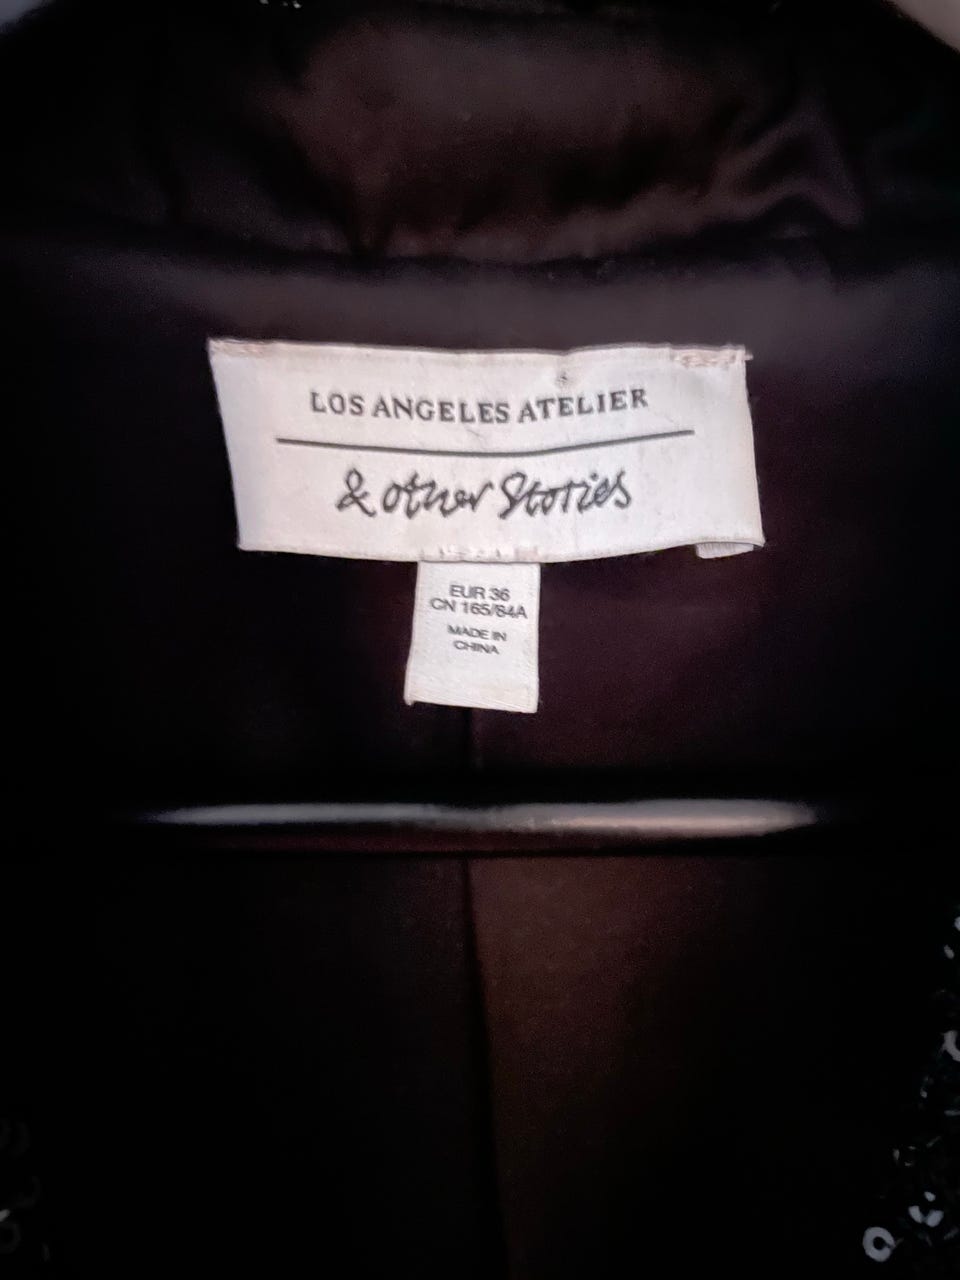 LOS ANGELES ATELIER
& other Stories
EUR 36
CN 165/84A
MADE IN
CHINA